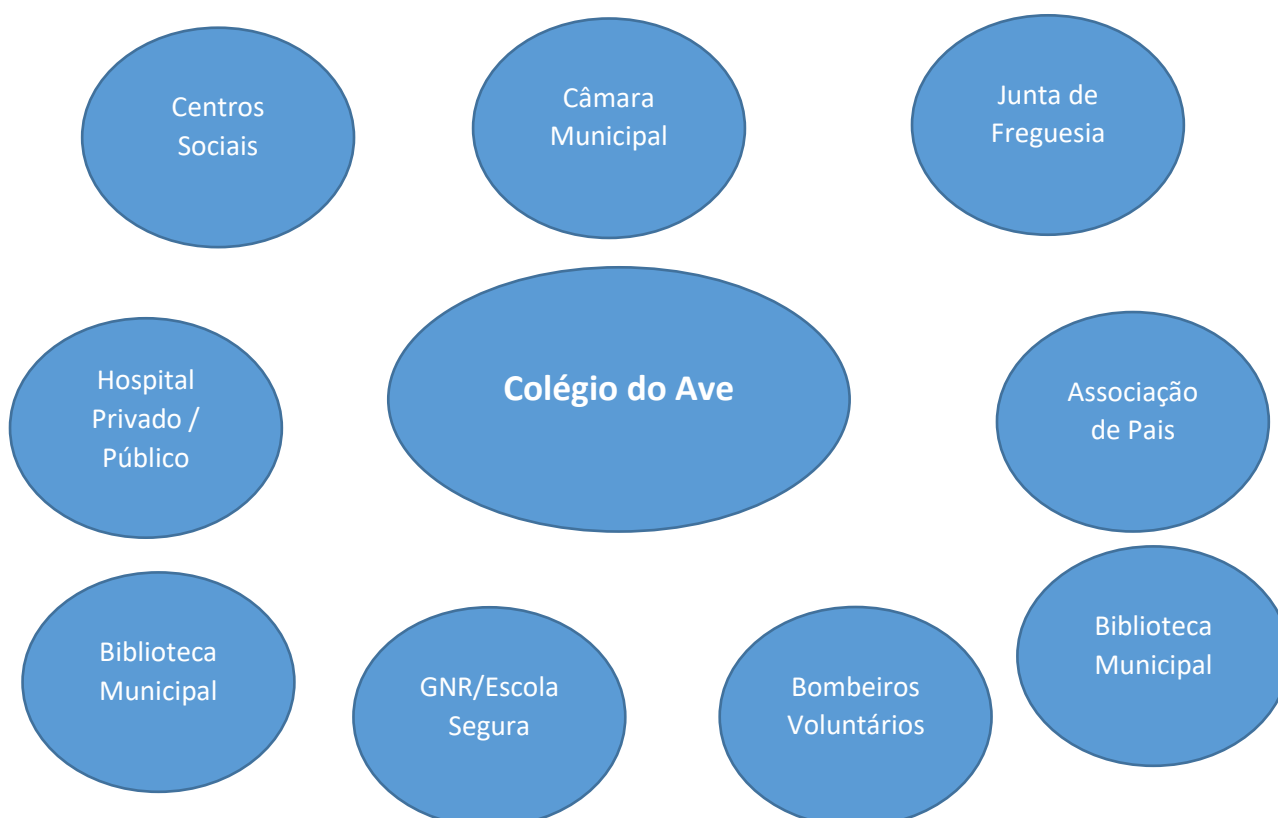 Centros
Sociais
Câmara
Municipal
Junta de
Freguesia
Colégio do Ave
Hospital
Privado /
Público
Associação
de Pais
Biblioteca
Municipal
GNR/Escola
Segura
Bombeiros
Voluntários
Biblioteca
Municipal